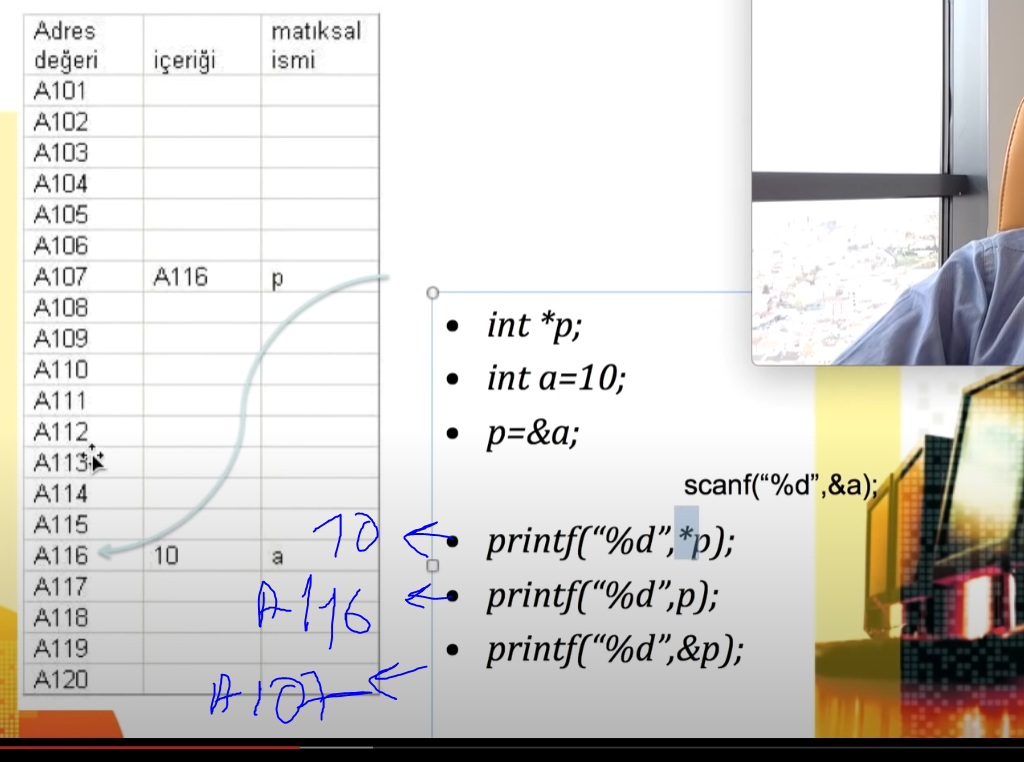 Adres değeri içeriği matıksal ismi
A101
A102
A103
A104
A105
A106
A107 A116 p
A108
A109
A110
A111
A112
A113
A114
A115
A116 10 a
A117
A118
A119
A120
• int *p;
• int a=10;
• p=&a;
scanf(“%d”,&a);
10 • printf(“%d”,*p);
A116 • printf(“%d”,p);
A107 • printf(“%d”,&p);